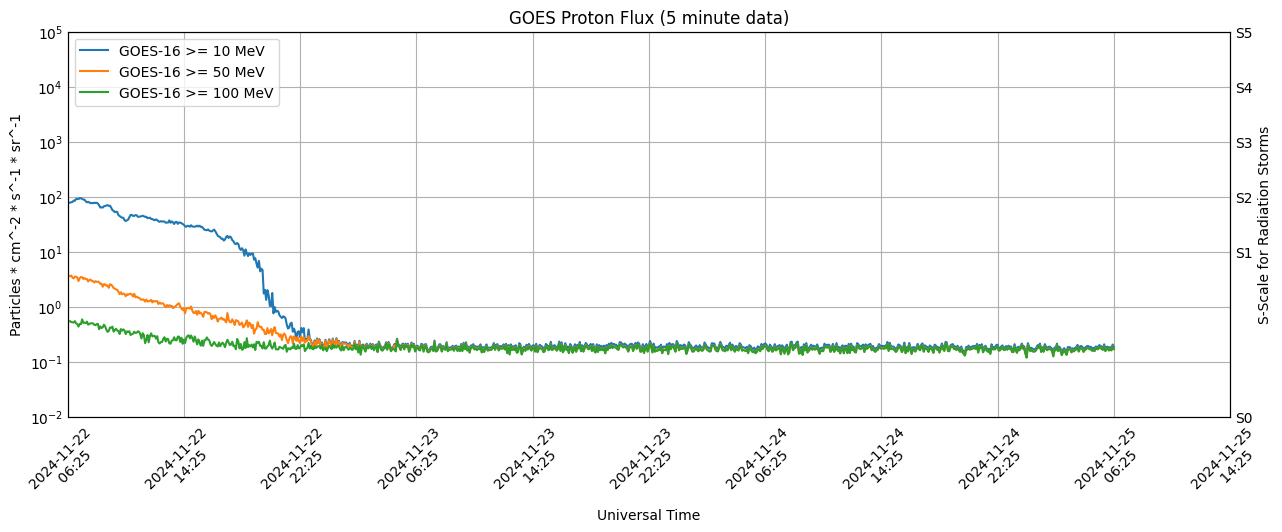 GOES Proton Flux (5 minute data)
GOES-16 >= 10 MeV
GOES-16 >= 50 MeV
GOES-16 >= 100 MeV
Particles * cm^-2 * s^-1 * sr^-1
10^5
10^4
10^3
10^2
10^1
10^0
10^-1
10^-2
S5
S4
S3
S2
S1
S0
S-Scale for Radiation Storms
2024-11-22
06:25
2024-11-22
14:25
2024-11-22
22:25
2024-11-23
06:25
2024-11-23
14:25
2024-11-23
22:25
2024-11-24
06:25
2024-11-24
14:25
2024-11-24
22:25
2024-11-25
06:25
2024-11-25
14:25
Universal Time